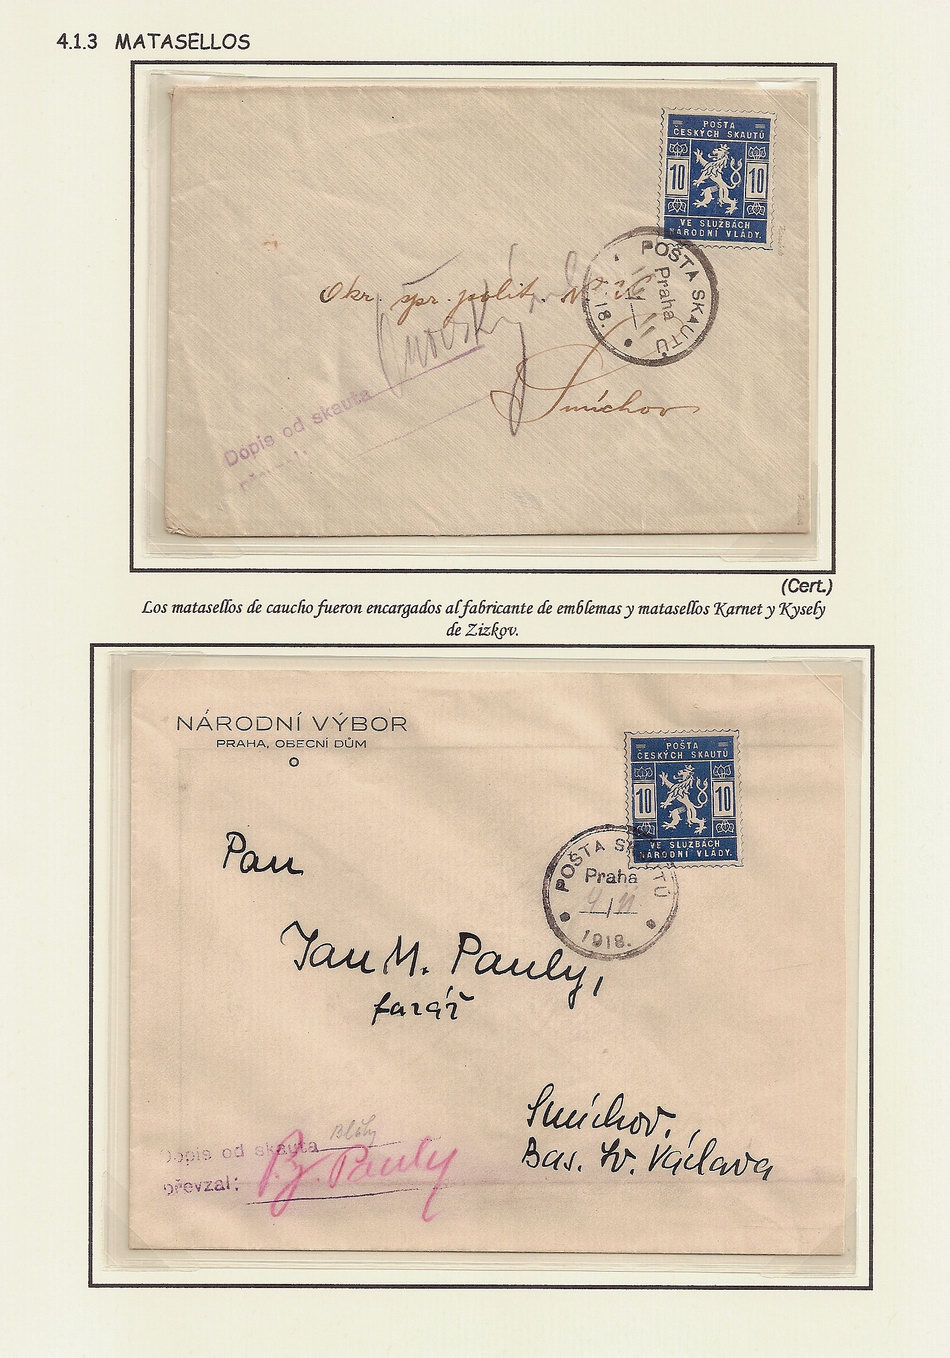 4.1.3 MATASELLOS
POŠTA
ČESKÝCH SKAUTŮ
10 10
VE SLUŽBÁCH
NÁRODNÍ VLÁDY.
POŠTA SKAUTŮ
Praha
18.
Okr. spr. polit.
Smíchov
Dopis od skauta
(Cert.)
Los matasellos de caucho fueron encargados al fabricante de emblemas y matasellos Karnet y Kysely
de Zizkov.
NÁRODNÍ VÝBOR
PRAHA, OBECNÍ DŮM
POŠTA
ČESKÝCH SKAUTŮ
10 10
VE SLUŽBÁCH
NÁRODNÍ VLÁDY.
POŠTA SKAUTŮ
Praha
1918.
Pan
Jan M. Pauly,
farář
Smíchov.
Bas. Sv. Václava
Dopis od skauta
převzal: Pauly